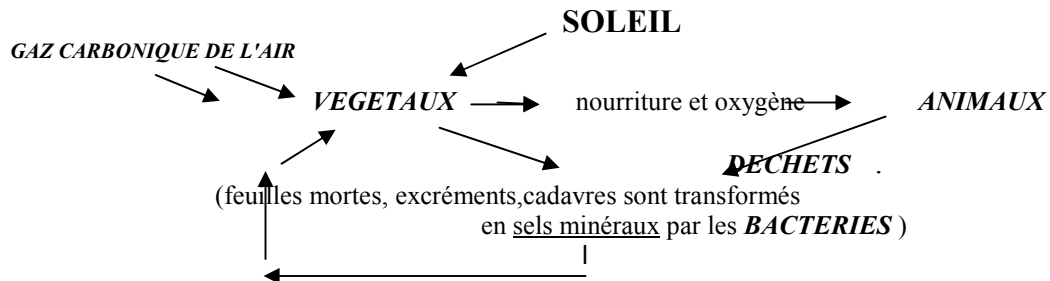 SOLEIL
GAZ CARBONIQUE DE L'AIR
VEGETAUX nourriture et oxygène ANIMAUX
DECHETS .
(feuilles mortes, excréments,cadavres sont transformés
en sels minéraux par les BACTERIES )